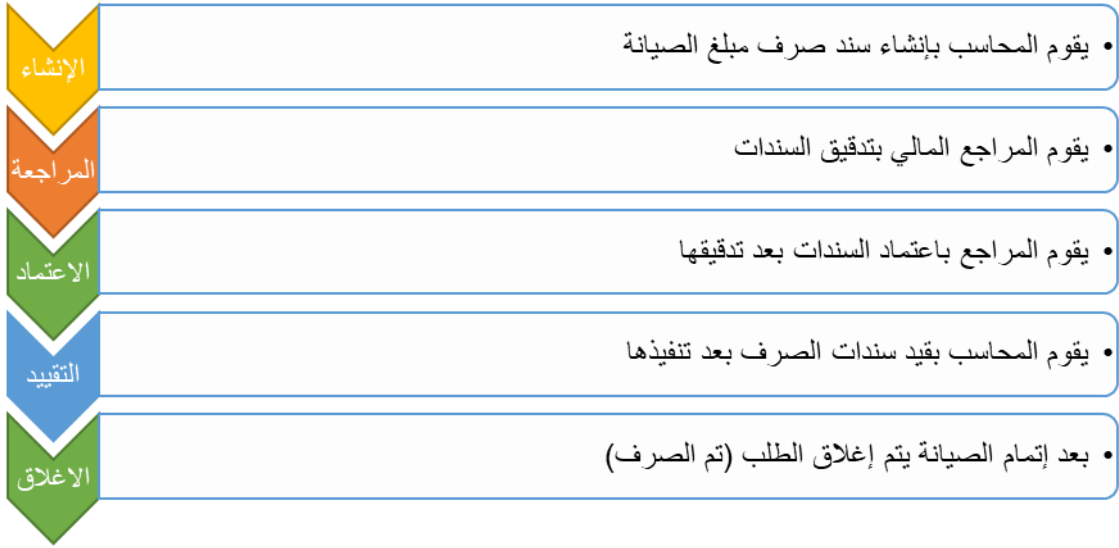 الإنشاء
• يقوم المحاسب بإنشاء سند صرف مبلغ الصيانة
المراجعة
• يقوم المراجع المالي بتدقيق السندات
الاعتماد
• يقوم المراجع باعتماد السندات بعد تدقيقها
التقييد
• يقوم المحاسب بقيد سندات الصرف بعد تنفيذها
الاغلاق
• بعد إتمام الصيانة يتم إغلاق الطلب (تم الصرف)